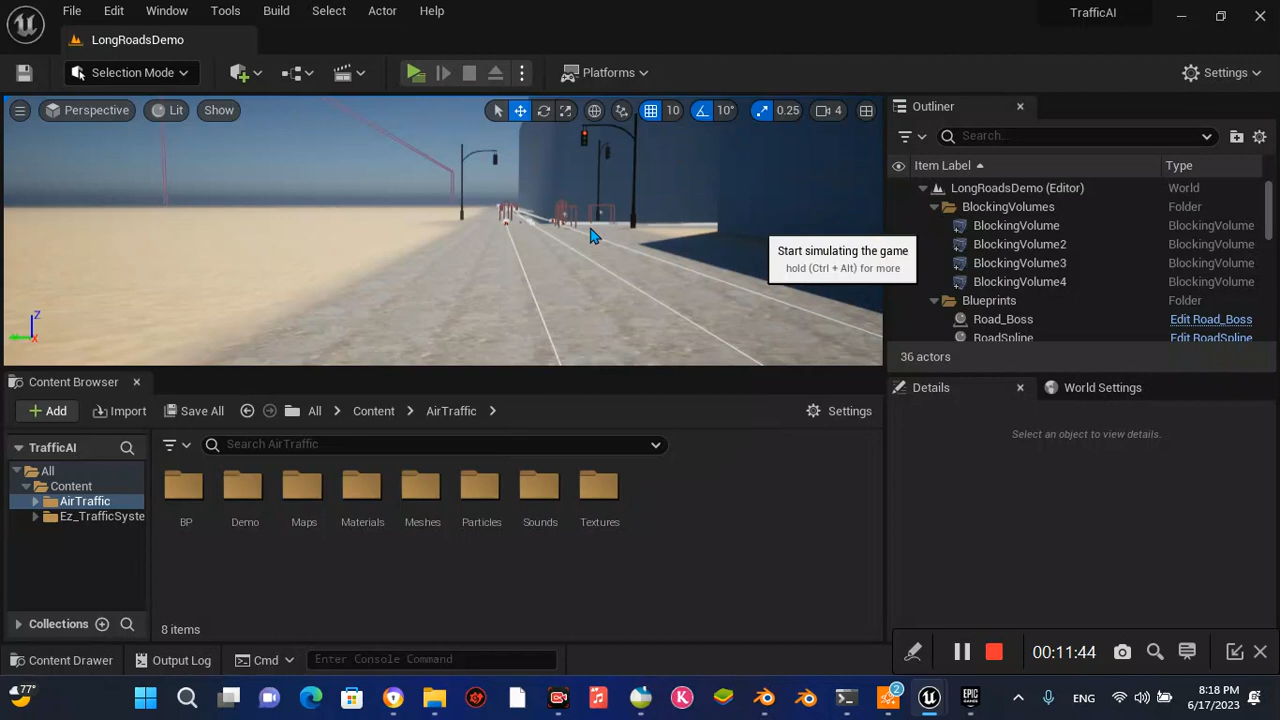 File Edit Window Tools Build Select Actor Help
TrafficAI
LongRoadsDemo
Selection Mode
Platforms
Settings
Perspective
Lit
Show
10
10°
0.25
4
Start simulating the game
hold (Ctrl + Alt) for more
Z
X
Outliner
Search...
Item Label
Type
LongRoadsDemo (Editor)
World
BlockingVolumes
Folder
BlockingVolume
BlockingVolume
BlockingVolume2
BlockingVolume
BlockingVolume3
BlockingVolume
BlockingVolume4
BlockingVolume
Blueprints
Folder
Road_Boss
Edit Road_Boss
RoadSpline
Edit RoadSpline
36 actors
Details
World Settings
Select an object to view details.
Content Browser
Add
Import
Save All
All
Content
AirTraffic
Settings
TrafficAI
Search AirTraffic
All
Content
AirTraffic
Ez_TrafficSyste
BP
Demo
Maps
Materials
Meshes
Particles
Sounds
Textures
Collections
8 items
Content Drawer
Output Log
Cmd
Enter Console Command
00:11:44
77°
2
K
EPIC
GAMES
ENG
8:18 PM
6/17/2023